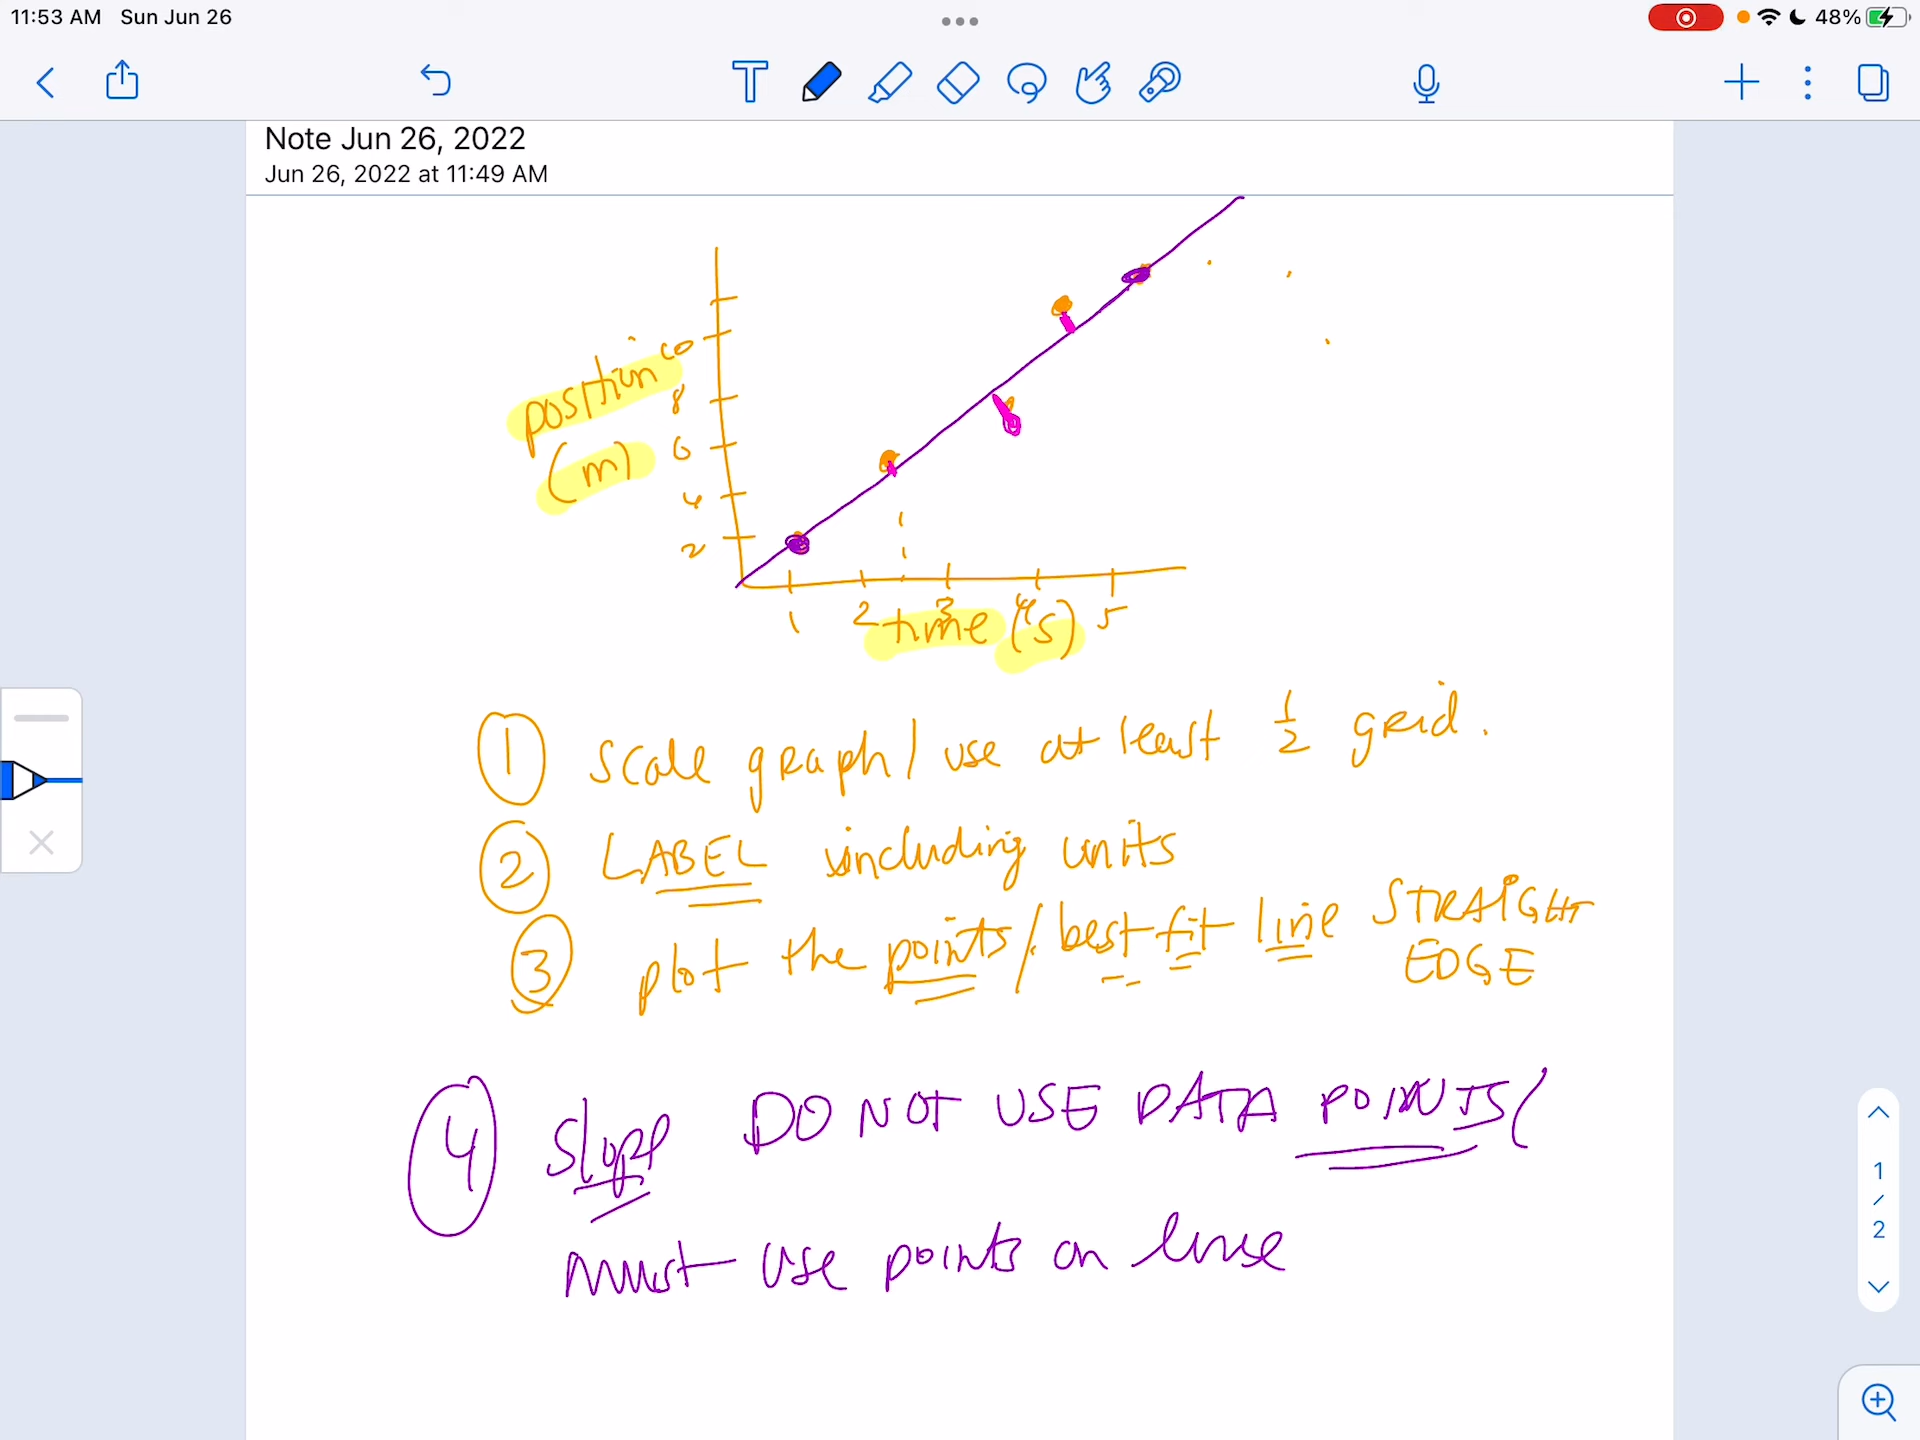 11:53 AM Sun Jun 26
48%
T
Note Jun 26, 2022
Jun 26, 2022 at 11:49 AM
10
position
8
(m)
6
4
2
1 2 3 4 5
time (s)
1 scale graph / use at least 1/2 grid.
2 LABEL including units
3 plot the points / best-fit line STRAIGHT
EDGE
4 Slope DO NOT USE DATA POINTS /
must use points on line
1
/
2